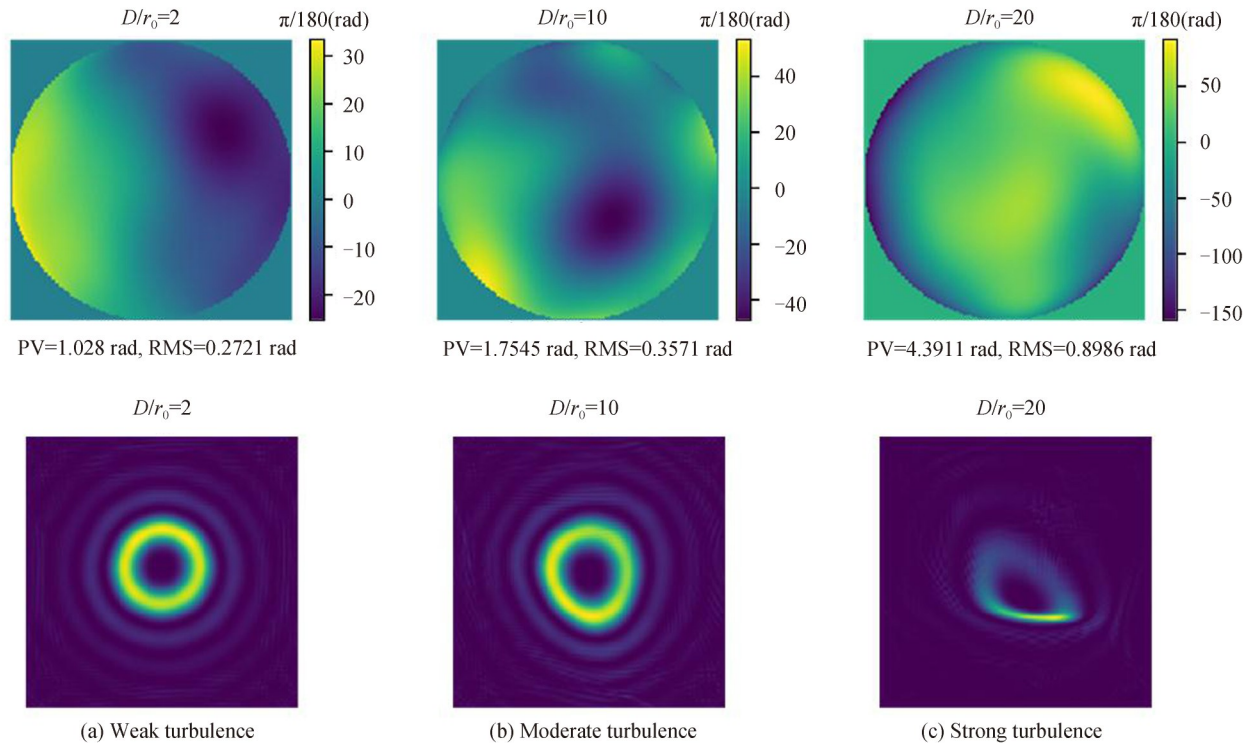 D/r₀=2 π/180(rad) D/r₀=10 π/180(rad) D/r₀=20 π/180(rad)
30
20
10
0
−10
−20
40
20
0
−20
−40
50
0
−50
−100
−150
PV=1.028 rad, RMS=0.2721 rad
PV=1.7545 rad, RMS=0.3571 rad
PV=4.3911 rad, RMS=0.8986 rad
D/r₀=2
D/r₀=10
D/r₀=20
(a) Weak turbulence
(b) Moderate turbulence
(c) Strong turbulence